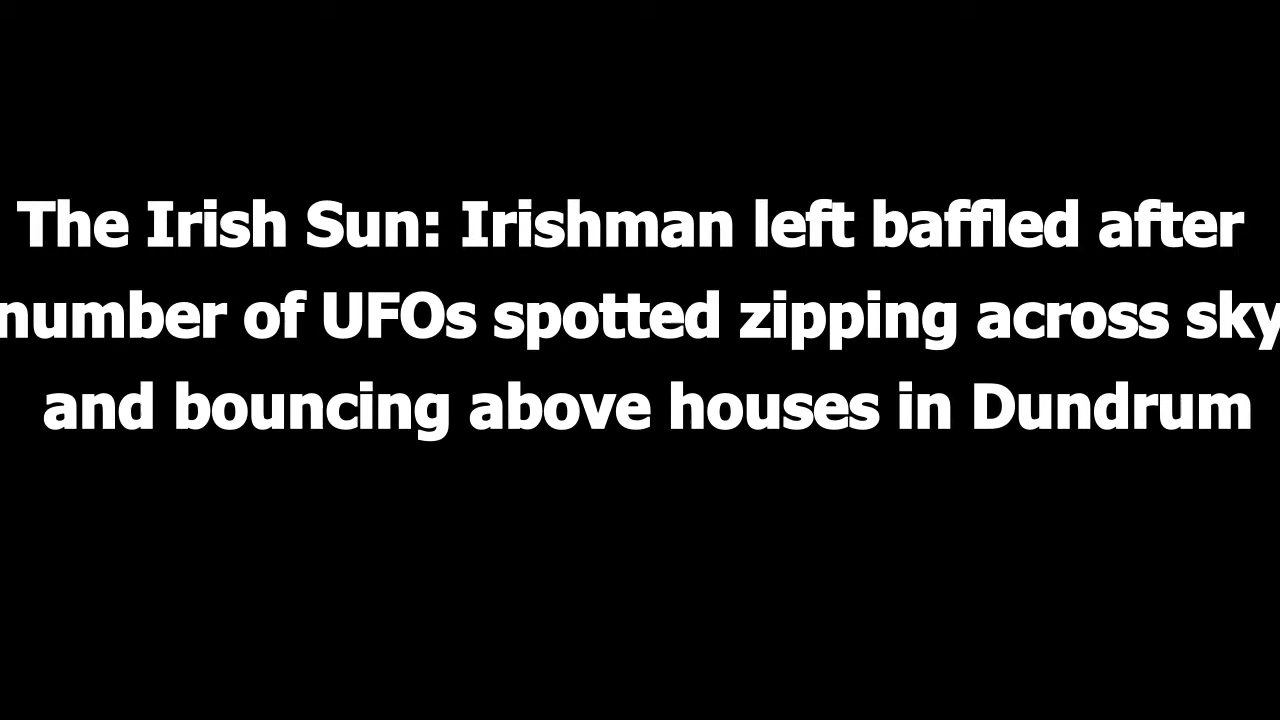 The Irish Sun: Irishman left baffled after
number of UFOs spotted zipping across sky
and bouncing above houses in Dundrum